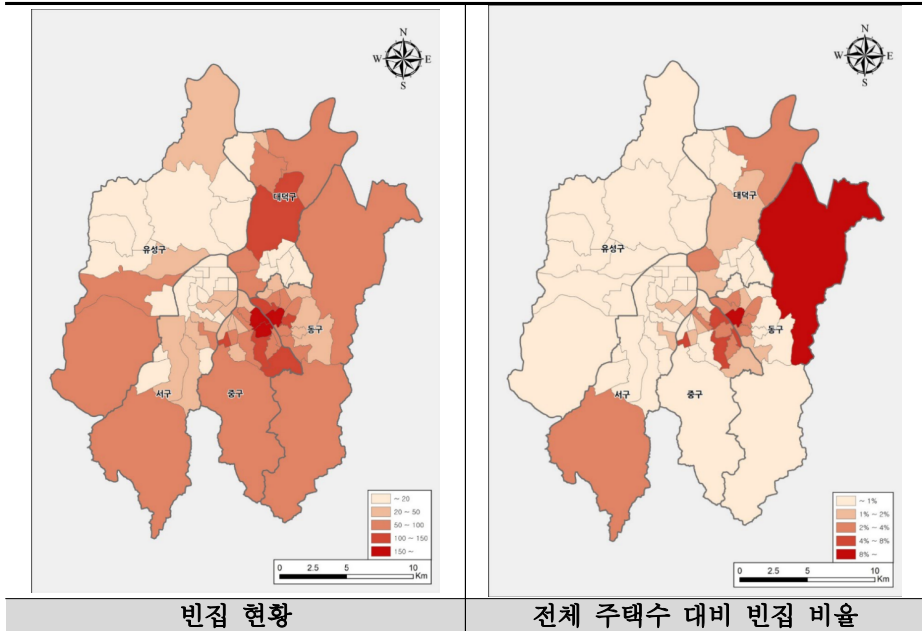 N
W E
S
대덕구
유성구
동구
서구
중구
~ 20
20 ~ 50
50 ~ 100
100 ~ 150
150 ~
0 2.5 5 10
Km
빈집 현황
N
W E
S
대덕구
유성구
동구
서구
중구
~ 1%
1% ~ 2%
2% ~ 4%
4% ~ 8%
8% ~
0 2.5 5 10
Km
전체 주택수 대비 빈집 비율